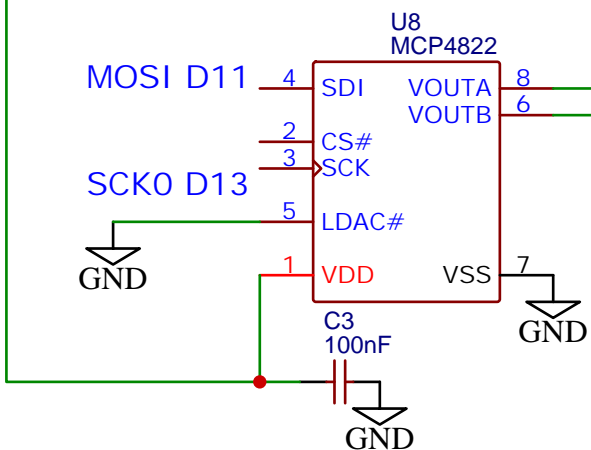 U8
MCP4822
MOSI D11
4 SDI VOUTA 8
VOUTB 6
2 CS#
3 SCK
SCK0 D13
5 LDAC#
GND
1 VDD VSS 7
GND
C3
100nF
GND